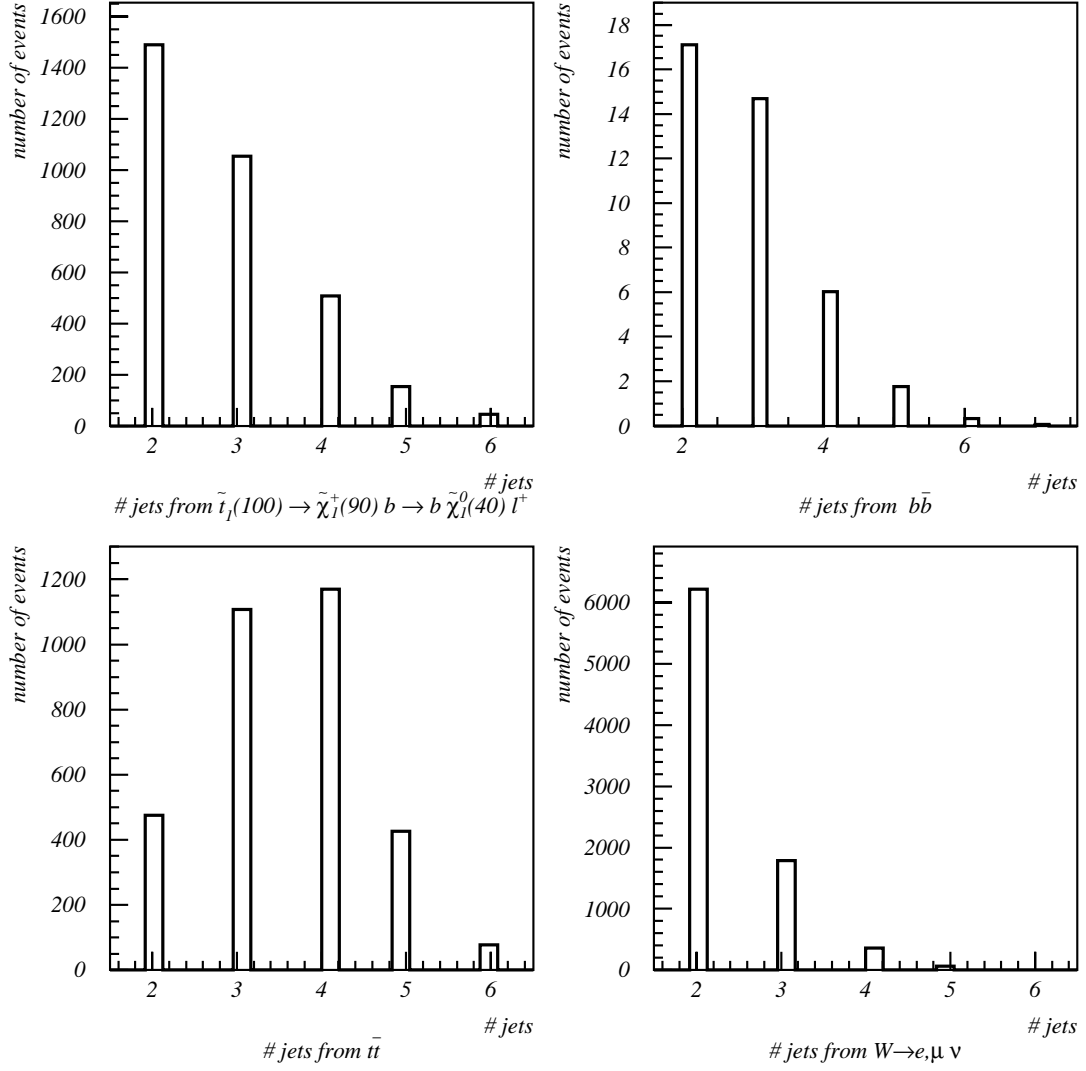 number of events
1600
1400
1200
1000
800
600
400
200
0
2 3 4 5 6
# jets
# jets from t̃₁(100) → χ̃₁⁺(90) b → b χ̃₁⁰(40) l⁺
number of events
18
16
14
12
10
8
6
4
2
0
2 4 6
# jets
# jets from bb̄
number of events
1200
1000
800
600
400
200
0
2 3 4 5 6
# jets
# jets from tt̄
number of events
6000
5000
4000
3000
2000
1000
0
2 3 4 5 6
# jets
# jets from W→e,μ ν